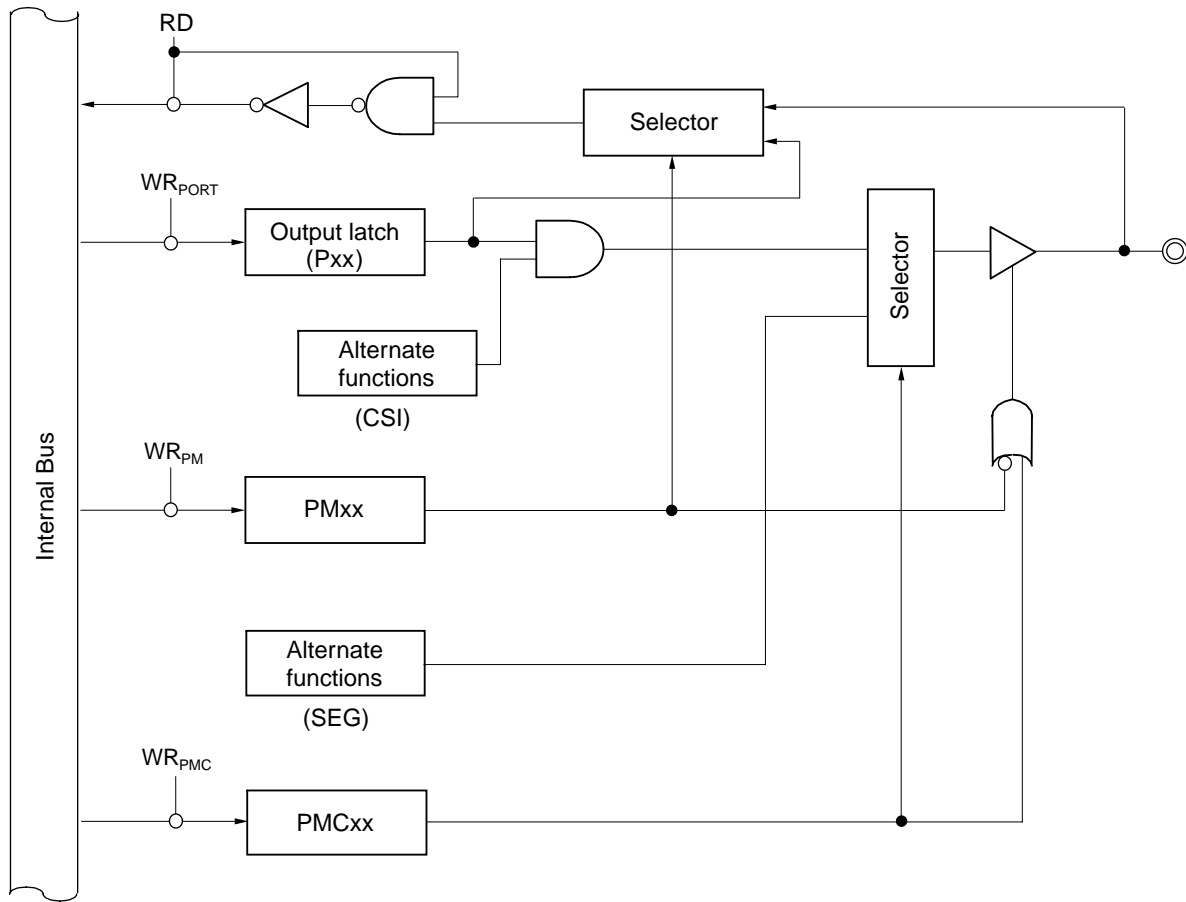 RD
Selector
WRPORT
Output latch
(Pxx)
Selector
Alternate
functions
(CSI)
WRPM
PMxx
Internal Bus
Alternate
functions
(SEG)
WRPMC
PMCxx